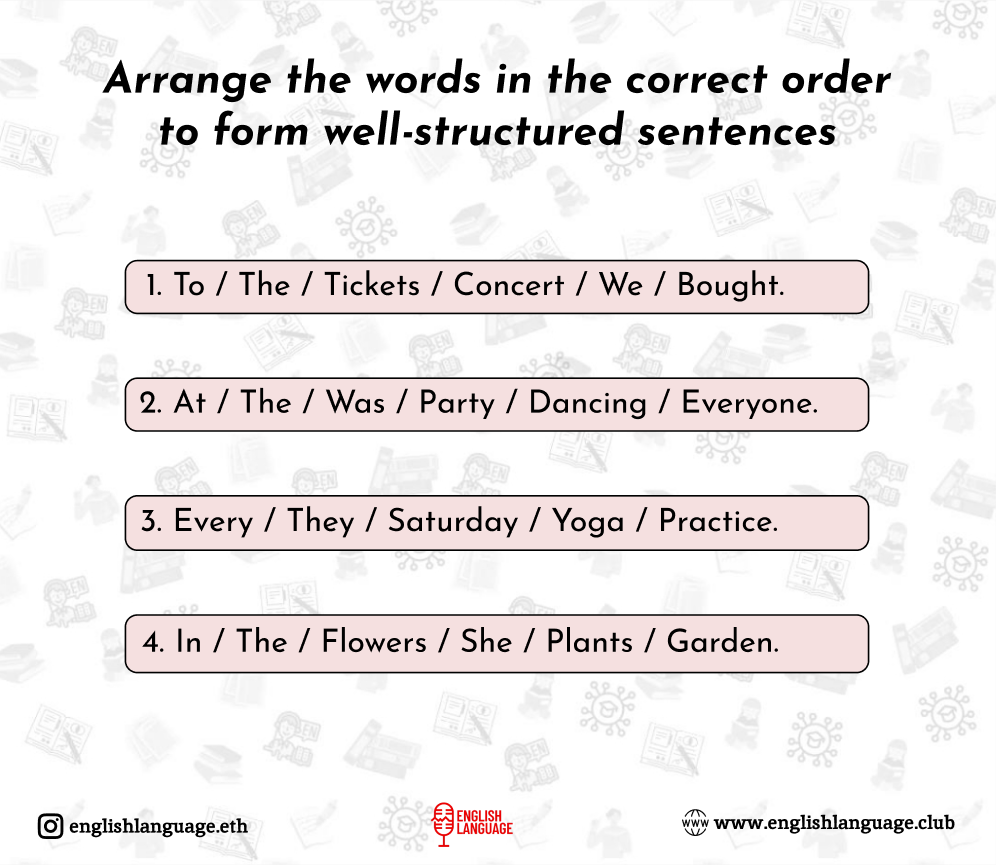 Arrange the words in the correct order
to form well-structured sentences
1. To / The / Tickets / Concert / We / Bought.
2. At / The / Was / Party / Dancing / Everyone.
3. Every / They / Saturday / Yoga / Practice.
4. In / The / Flowers / She / Plants / Garden.
englishlanguage.eth
ENGLISH
LANGUAGE
www
www.englishlanguage.club